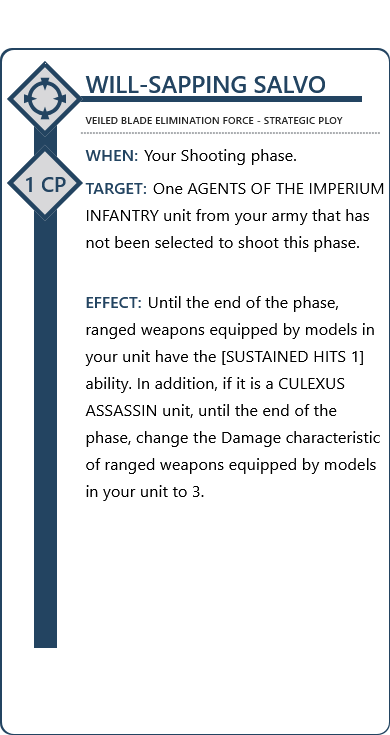 WILL-SAPPING SALVO
VEILED BLADE ELIMINATION FORCE - STRATEGIC PLOY
WHEN: Your Shooting phase.
1 CP
TARGET: One AGENTS OF THE IMPERIUM
INFANTRY unit from your army that has
not been selected to shoot this phase.
EFFECT: Until the end of the phase,
ranged weapons equipped by models in
your unit have the [SUSTAINED HITS 1]
ability. In addition, if it is a CULEXUS
ASSASSIN unit, until the end of the
phase, change the Damage characteristic
of ranged weapons equipped by models
in your unit to 3.